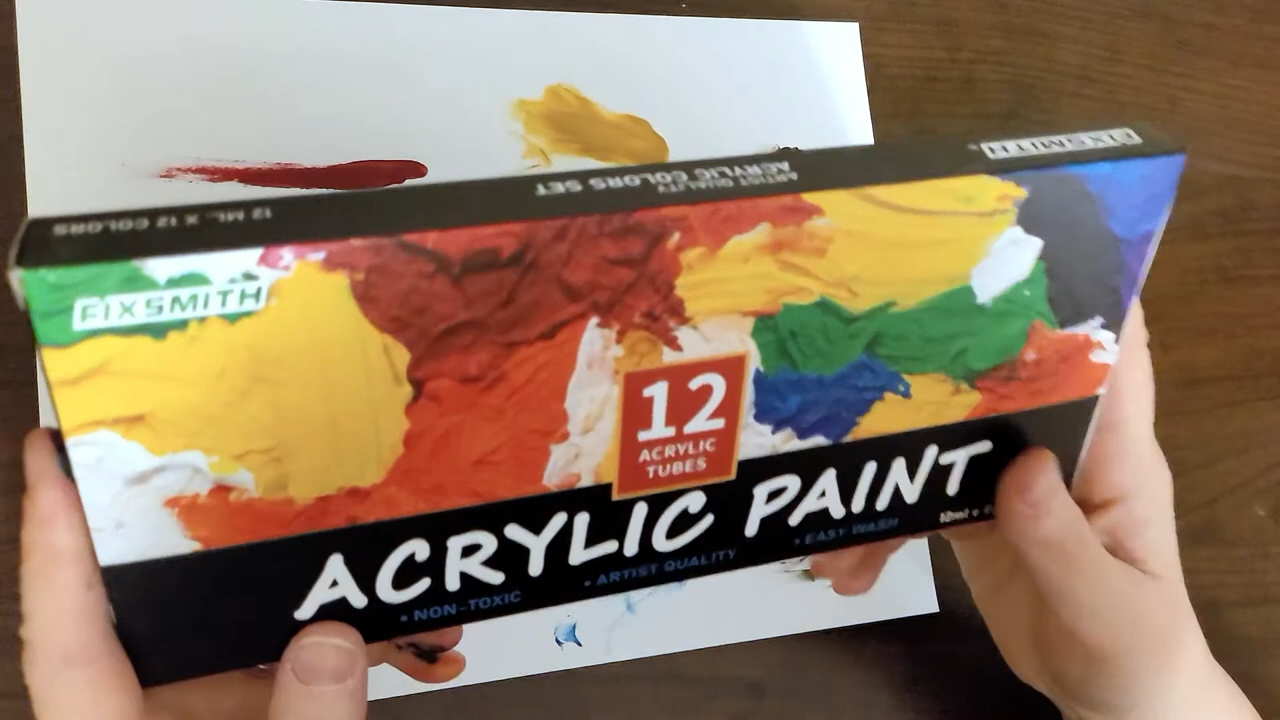 FIXSMITH
ARTIST QUALITY
ACRYLIC COLORS SET
12 ML. X 12 COLORS
FIXSMITH
12
ACRYLIC
TUBES
ACRYLIC PAINT
• NON-TOXIC
• ARTIST QUALITY
• EASY WASH
12ml